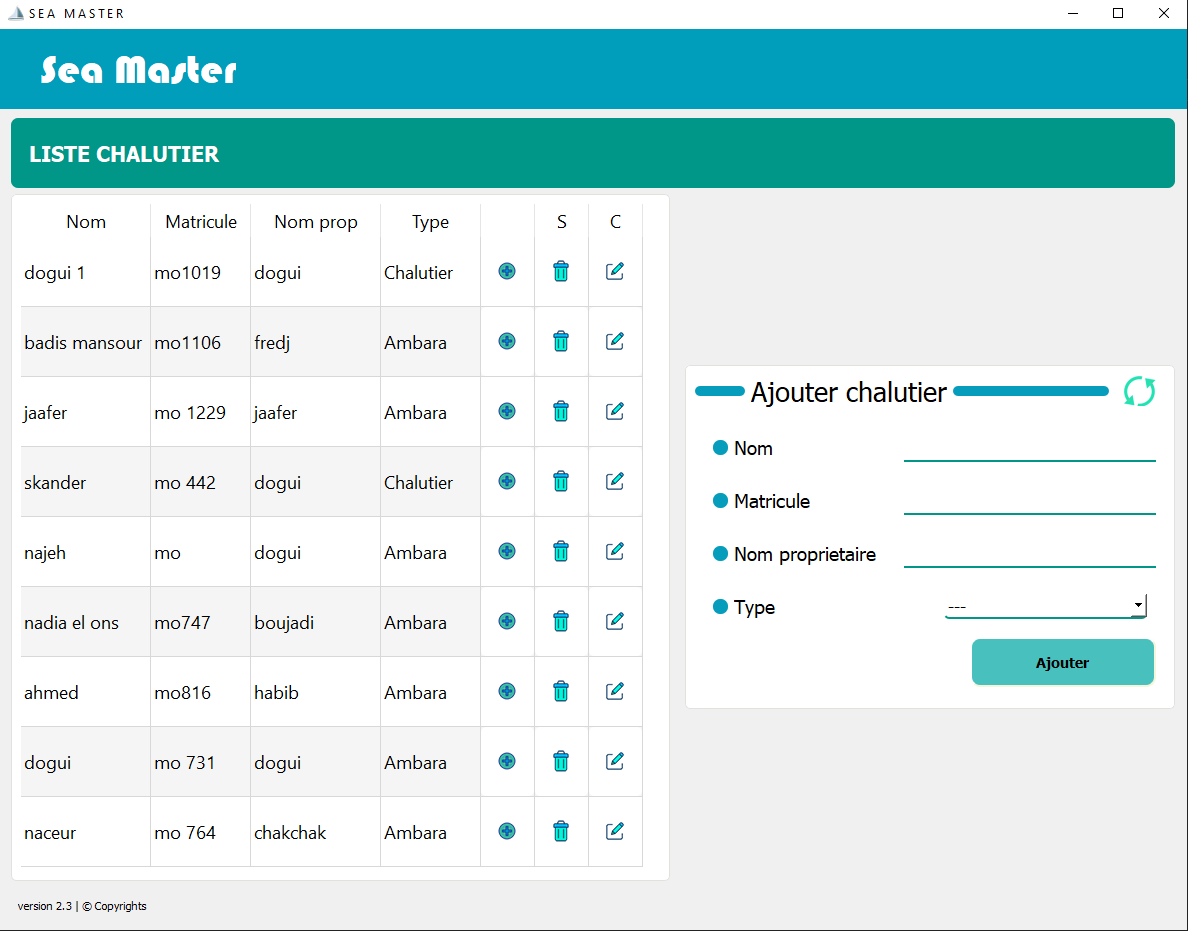 SEA MASTER
Sea Master
LISTE CHALUTIER
Nom Matricule Nom prop Type S C
dogui 1 mo1019 dogui Chalutier
badis mansour mo1106 fredj Ambara
jaafer mo 1229 jaafer Ambara
skander mo 442 dogui Chalutier
najeh mo dogui Ambara
nadia el ons mo747 boujadi Ambara
ahmed mo816 habib Ambara
dogui mo 731 dogui Ambara
naceur mo 764 chakchak Ambara
Ajouter chalutier
Nom
Matricule
Nom proprietaire
Type ---
Ajouter
version 2.3 | © Copyrights